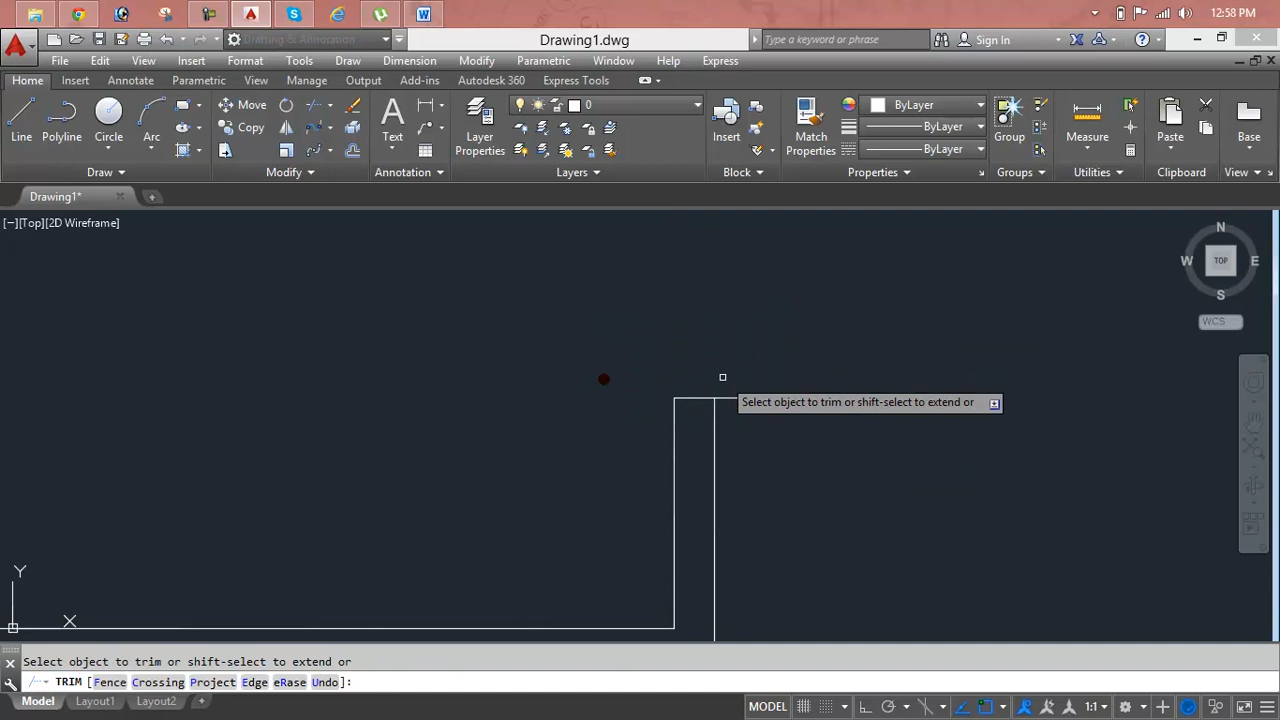 12:58 PM
Drafting & Annotation
Drawing1.dwg
Type a keyword or phrase
Sign In
File Edit View Insert Format Tools Draw Dimension Modify Parametric Window Help Express
Home Insert Annotate Parametric View Manage Output Add-ins Autodesk 360 Express Tools
Move
0
ByLayer
Copy
ByLayer
Line Polyline Circle Arc
Text
Layer Properties
Insert
Match Properties
ByLayer
Group
Measure
Paste
Base
Draw Modify Annotation Layers Block Properties Groups Utilities Clipboard View
Drawing1*
[−][Top][2D Wireframe]
N
W TOP E
S
WCS
Select object to trim or shift-select to extend or
Y
X
Select object to trim or shift-select to extend or
TRIM [Fence Crossing Project Edge eRase Undo]:
Model Layout1 Layout2
MODEL
1:1